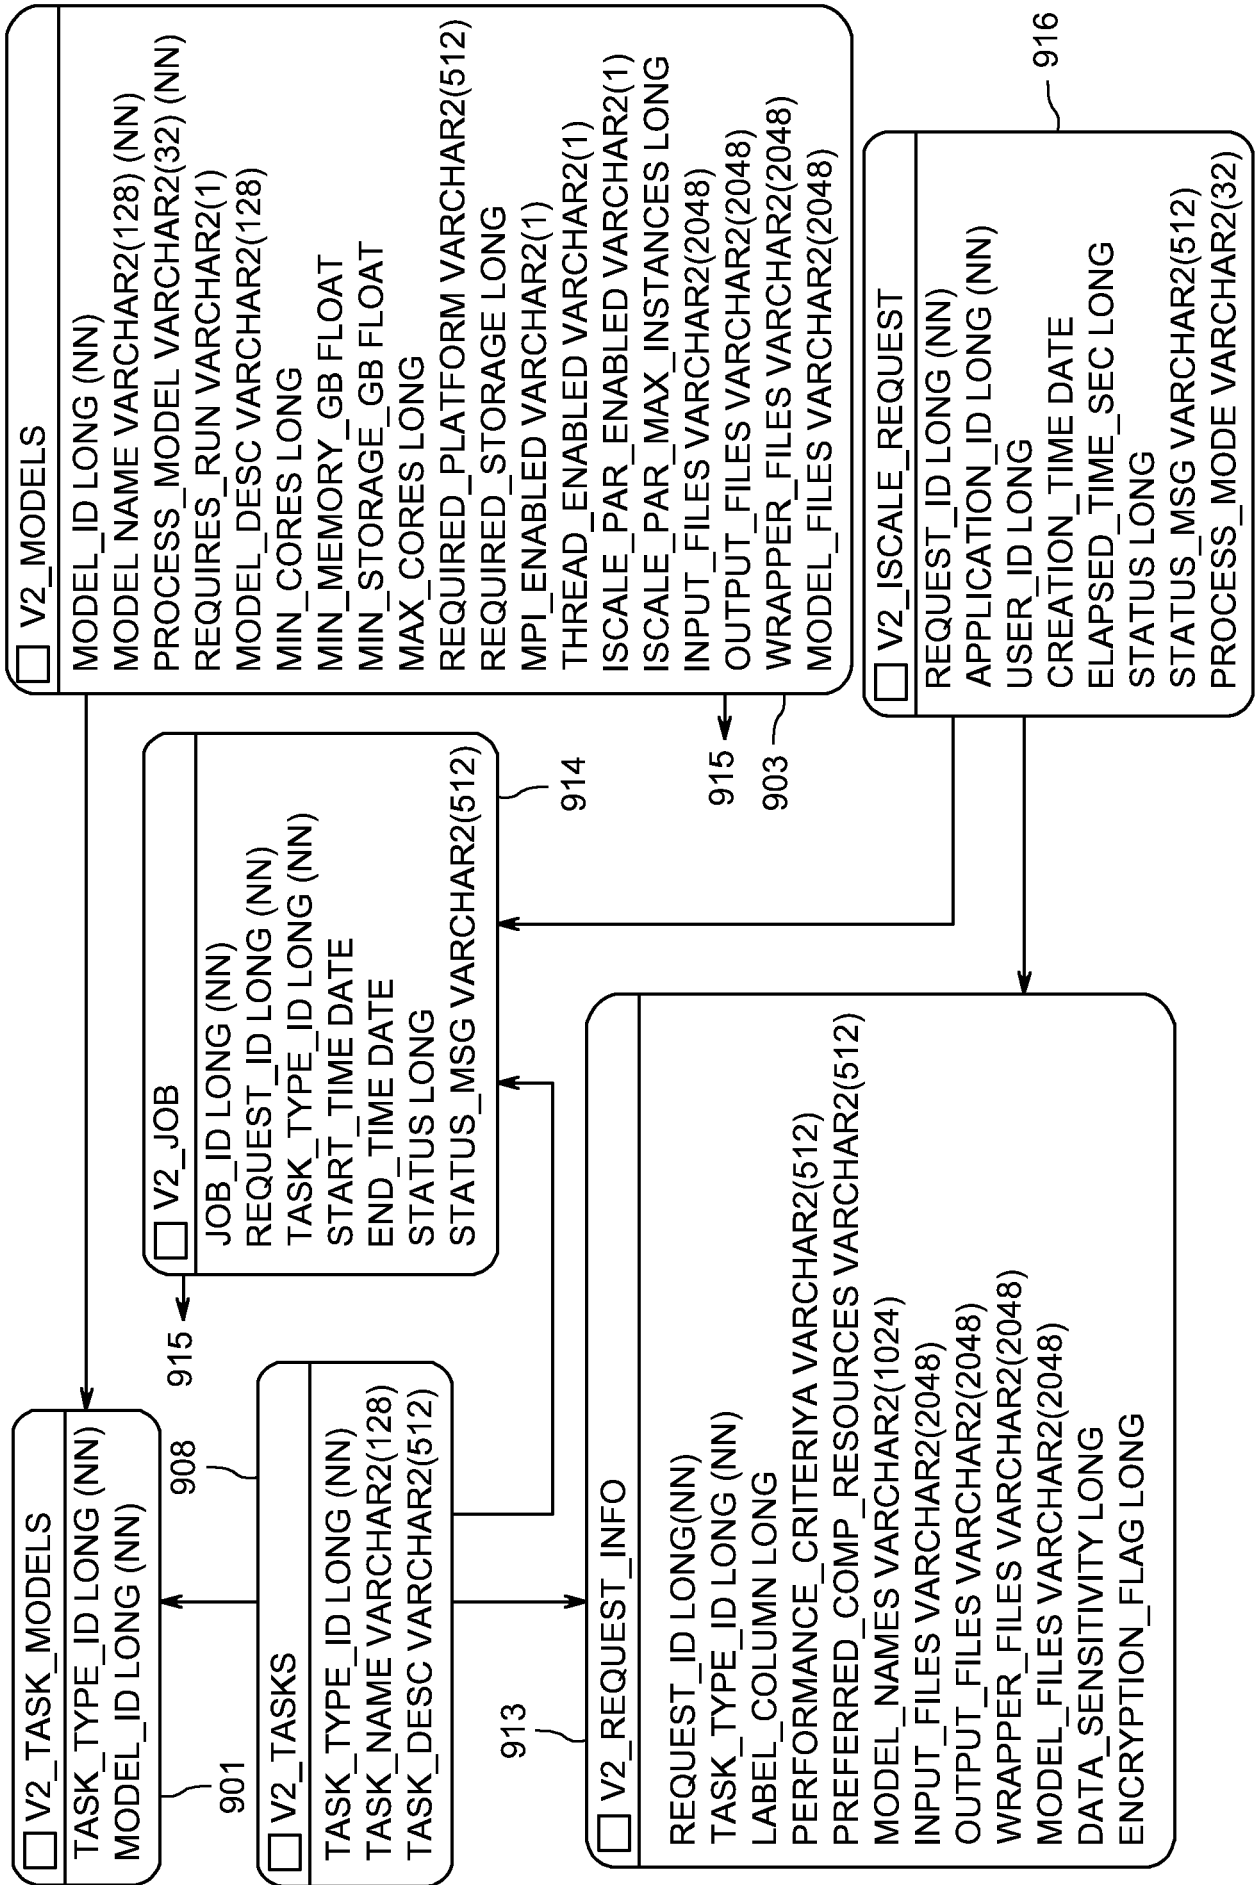 V2_TASK_MODELS
TASK_TYPE_ID LONG (NN)
MODEL_ID LONG (NN)
901
908
V2_TASKS
TASK_TYPE_ID LONG (NN)
TASK_NAME VARCHAR2(128)
TASK_DESC VARCHAR2(512)
915
V2_JOB
JOB_ID LONG (NN)
REQUEST_ID LONG (NN)
TASK_TYPE_ID LONG (NN)
START_TIME DATE
END_TIME DATE
STATUS LONG
STATUS_MSG VARCHAR2(512)
914
V2_MODELS
MODEL_ID LONG (NN)
MODEL NAME VARCHAR2(128) (NN)
PROCESS_MODEL VARCHAR2(32) (NN)
REQUIRES_RUN VARCHAR2(1)
MODEL_DESC VARCHAR2(128)
MIN_CORES LONG
MIN_MEMORY_GB FLOAT
MIN_STORAGE_GB FLOAT
MAX_CORES LONG
REQUIRED_PLATFORM VARCHAR2(512)
REQUIRED_STORAGE LONG
MPI_ENABLED VARCHAR2(1)
THREAD_ENABLED VARCHAR2(1)
ISCALE_PAR_ENABLED VARCHAR2(1)
ISCALE_PAR_MAX_INSTANCES LONG
INPUT_FILES VARCHAR2(2048)
OUTPUT_FILES VARCHAR2(2048)
WRAPPER_FILES VARCHAR2(2048)
MODEL_FILES VARCHAR2(2048)
915
903
913
V2_REQUEST_INFO
REQUEST_ID LONG(NN)
TASK_TYPE_ID LONG (NN)
LABEL_COLUMN LONG
PERFORMANCE_CRITERIYA VARCHAR2(512)
PREFERRED_COMP_RESOURCES VARCHAR2(512)
MODEL_NAMES VARCHAR2(1024)
INPUT_FILES VARCHAR2(2048)
OUTPUT_FILES VARCHAR2(2048)
WRAPPER_FILES VARCHAR2(2048)
MODEL_FILES VARCHAR2(2048)
DATA_SENSITIVITY LONG
ENCRYPTION_FLAG LONG
V2_ISCALE_REQUEST
REQUEST_ID LONG (NN)
APPLICATION_ID LONG (NN)
USER_ID LONG
CREATION_TIME DATE
ELAPSED_TIME_SEC LONG
STATUS LONG
STATUS_MSG VARCHAR2(512)
PROCESS_MODE VARCHAR2(32)
916